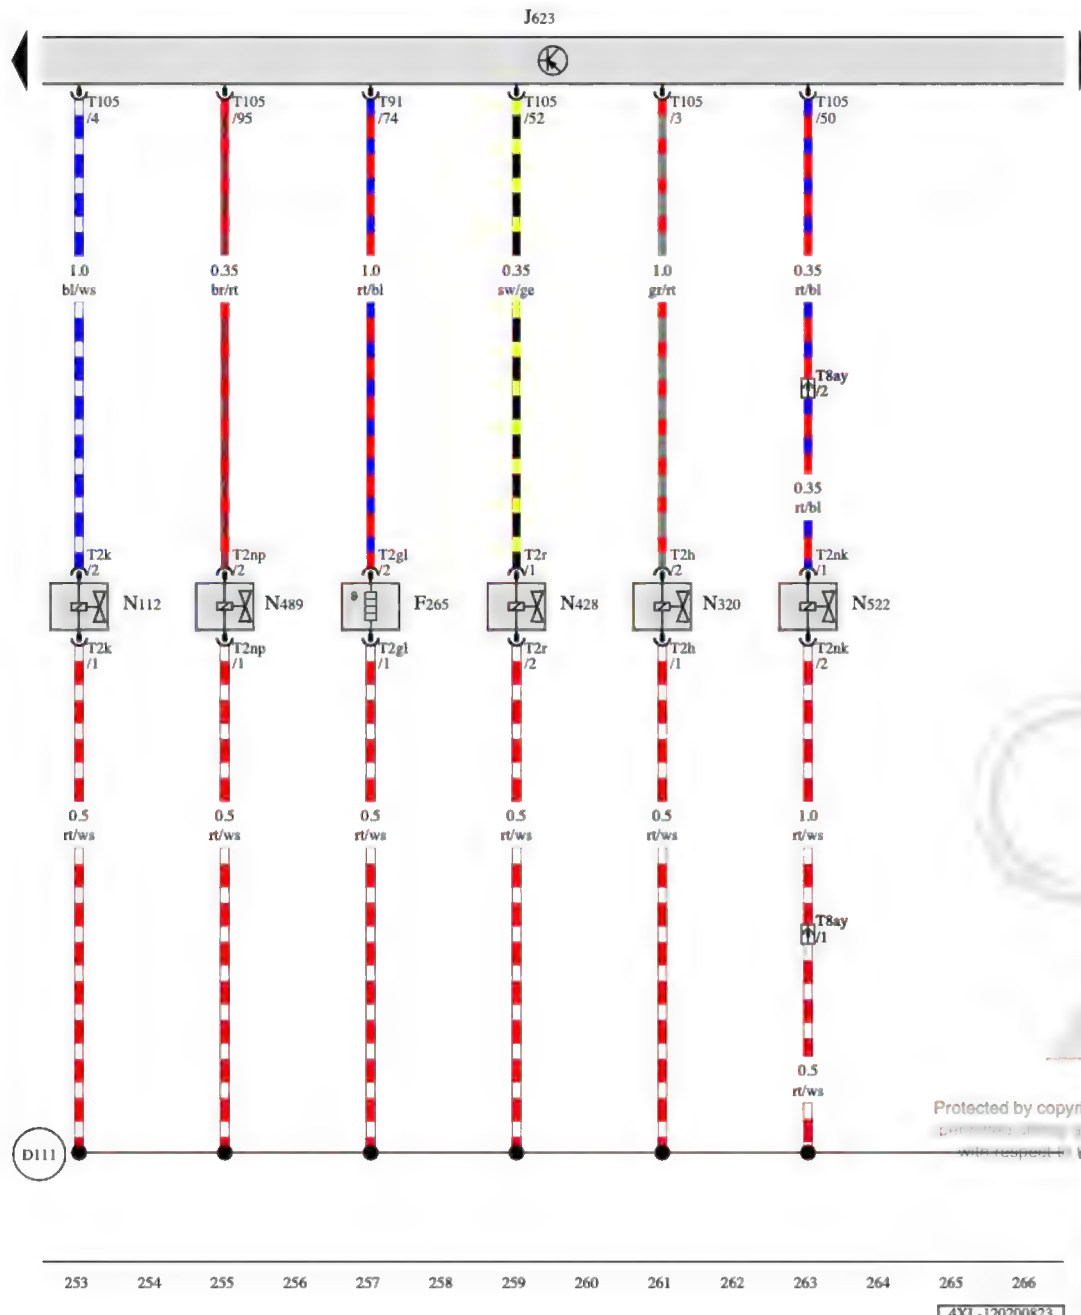 J623
T105 T105 T91 T105 T105 T105
/4 /95 /74 /52 /3 /50
1.0 0.35 1.0 0.35 1.0 0.35
bl/ws br/rt rt/bl sw/ge gr/rt rt/bl
T8ay
/2
0.35
rt/bl
T2k T2np T2gl T2r T2h T2nk
/2 /2 /2 /1 /2 /1
N112 N489 F265 N428 N320 N522
T2k T2np T2gl T2r T2h T2nk
/1 /1 /1 /2 /1 /2
0.5 0.5 0.5 0.5 0.5 1.0
rt/ws rt/ws rt/ws rt/ws rt/ws rt/ws
T8ay
/1
0.5
rt/ws
Protected by copyri
with respect to
D111
253 254 255 256 257 258 259 260 261 262 263 264 265 266
4XL-120200823